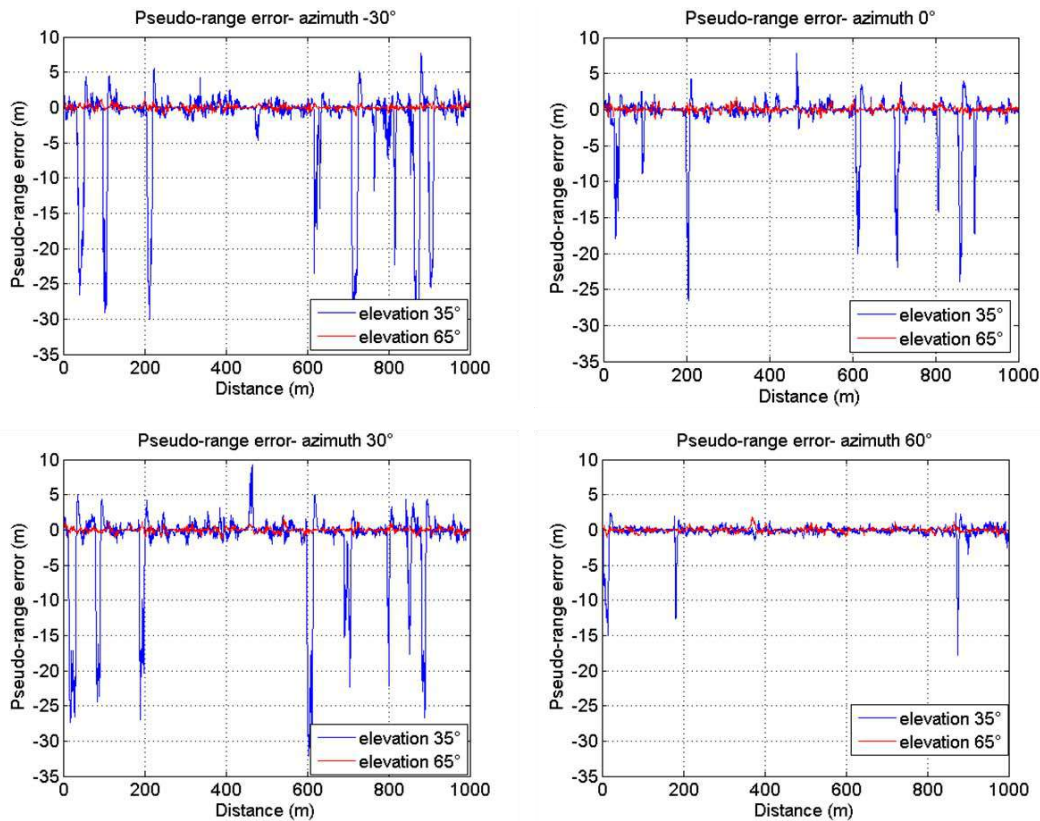 Pseudo-range error- azimuth -30°
10
5
0
-5
-10
-15
-20
-25
-30
-35
Pseudo-range error (m)
0 200 400 600 800 1000
Distance (m)
elevation 35°
elevation 65°
Pseudo-range error- azimuth 0°
10
5
0
-5
-10
-15
-20
-25
-30
-35
Pseudo-range error (m)
0 200 400 600 800 1000
Distance (m)
elevation 35°
elevation 65°
Pseudo-range error- azimuth 30°
10
5
0
-5
-10
-15
-20
-25
-30
-35
Pseudo-range error (m)
0 200 400 600 800 1000
Distance (m)
elevation 35°
elevation 65°
Pseudo-range error- azimuth 60°
10
5
0
-5
-10
-15
-20
-25
-30
-35
Pseudo-range error (m)
0 200 400 600 800 1000
Distance (m)
elevation 35°
elevation 65°